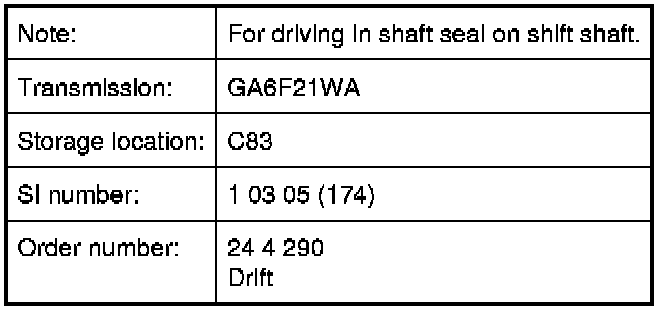 Note: For driving in shaft seal on shift shaft.
Transmission: GA6F21WA
Storage location: C83
SI number: 1 03 05 (174)
Order number: 24 4 290
Drift